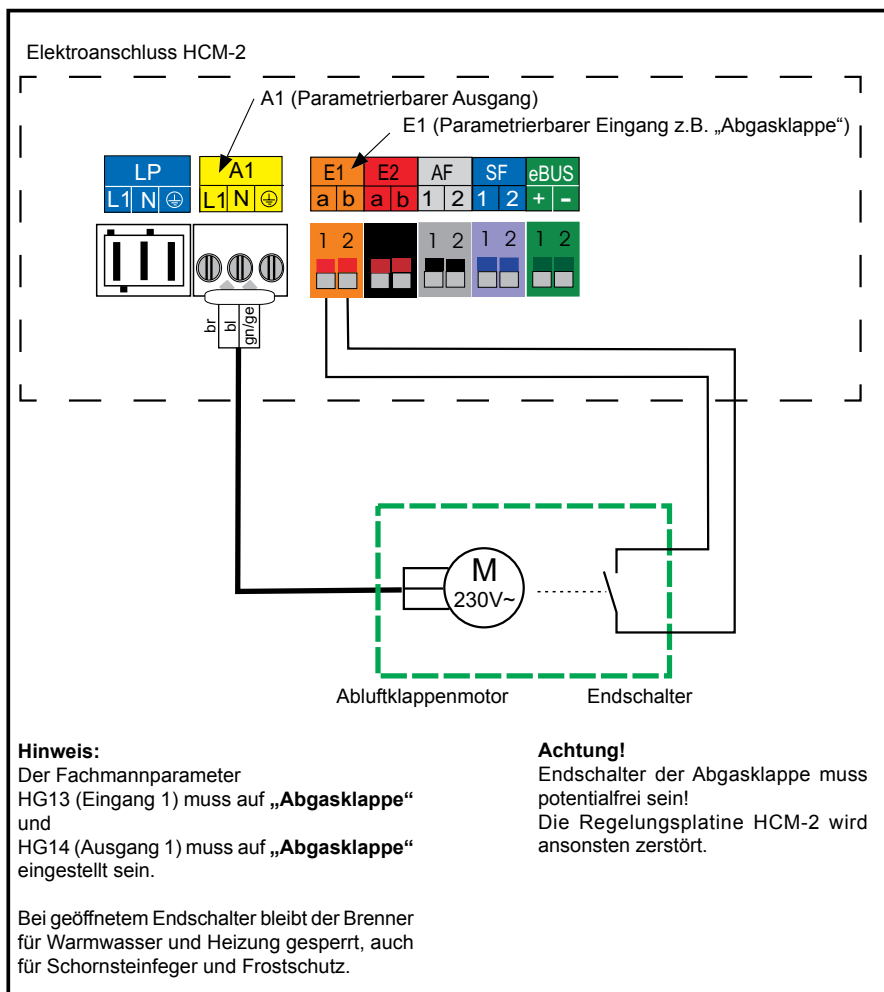 Elektroanschluss HCM-2
A1 (Parametrierbarer Ausgang)
E1 (Parametrierbarer Eingang z.B. „Abgasklappe“)
LP A1 E1 E2 AF SF eBUS
L1 N ⏚ L1 N ⏚ a b a b 1 2 1 2 + -
1 2 1 2 1 2 1 2
br
bl
gn/ge
M
230V~
Abluftklappenmotor Endschalter
Hinweis:
Der Fachmannparameter
HG13 (Eingang 1) muss auf „Abgasklappe“
und
HG14 (Ausgang 1) muss auf „Abgasklappe“
eingestellt sein.
Bei geöffnetem Endschalter bleibt der Brenner
für Warmwasser und Heizung gesperrt, auch
für Schornsteinfeger und Frostschutz.
Achtung!
Endschalter der Abgasklappe muss
potentialfrei sein!
Die Regelungsplatine HCM-2 wird
ansonsten zerstört.